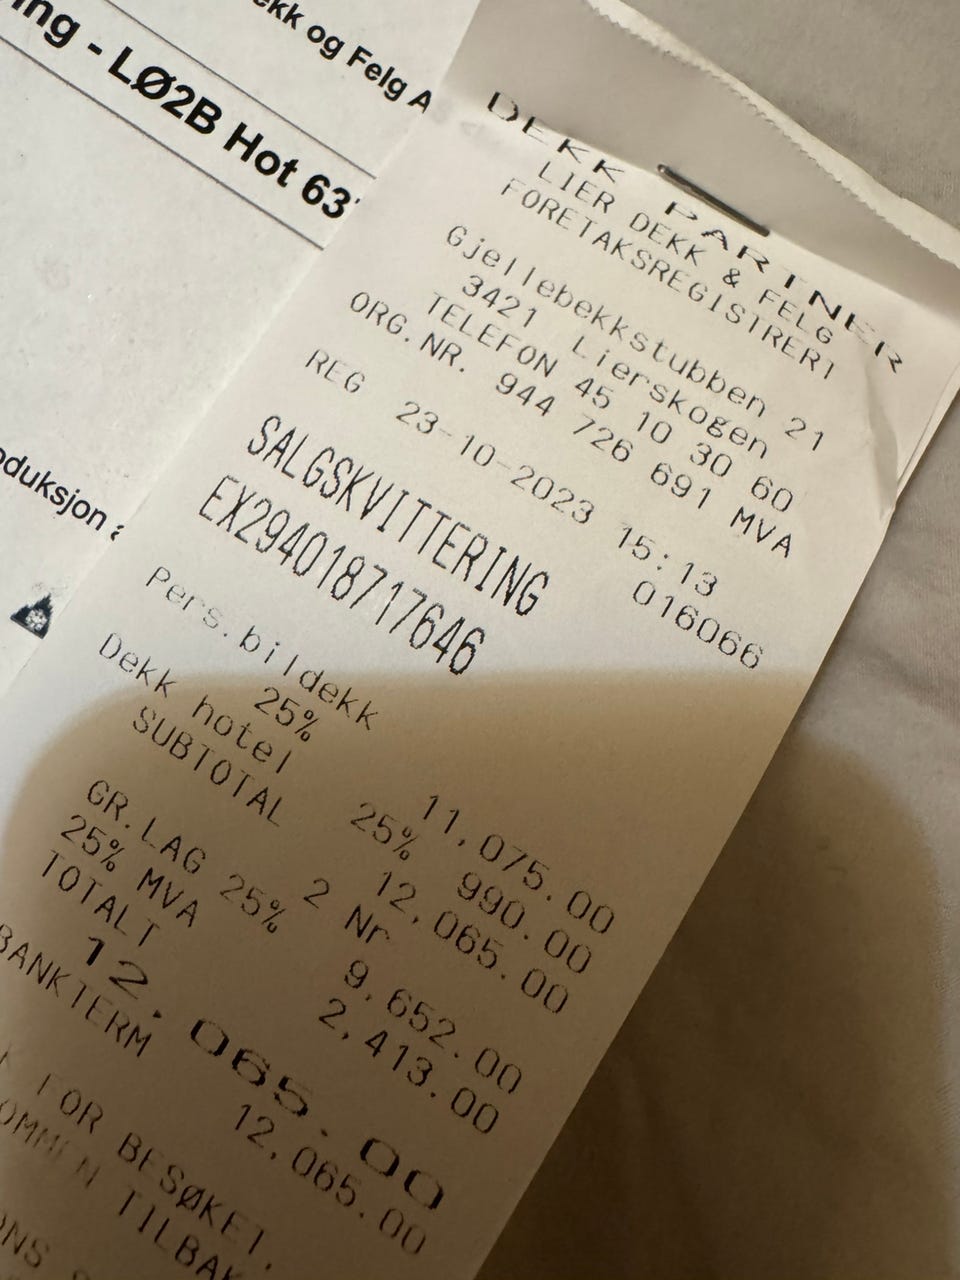 ekk og Felg A
ing - LØ2B Hot 63
oduksjon
DEKK PARTNER
LIER DEKK & FELG
FORETAKSREGISTRERT
Gjellebekkstubben 21
3421 Lierskogen
TELEFON 45 10 30 60
ORG.NR. 944 726 691 MVA
REG 23-10-2023 15:13
016066
SALGSKVITTERING
EX294018717646
Pers.bildekk
25% 11,075.00
Dekk hotel 25% 990.00
SUBTOTAL 12,065.00
2 Nr
GR.LAG 25% 9,652.00
25% MVA 2,413.00
TOTALT
12.065.00
BANKTERM 12,065.00
K FOR BESØKET.
OMMEN TILBAK
ONS